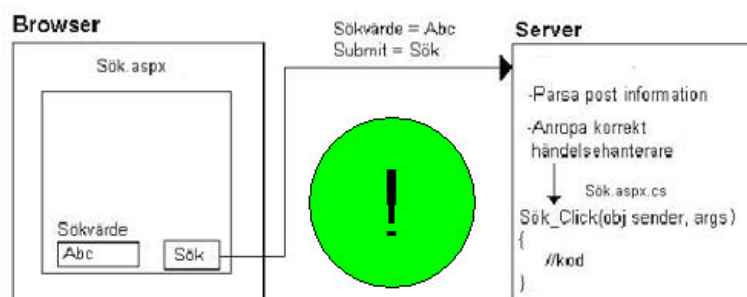 Browser
Sök.aspx
Sökvärde
Abc
Sök
Sökvärde = Abc
Submit = Sök
!
Server
-Parsa post information
-Anropa korrekt
händelsehanterare
Sök.aspx.cs
Sök_Click(obj sender, args)
{
//kod
}